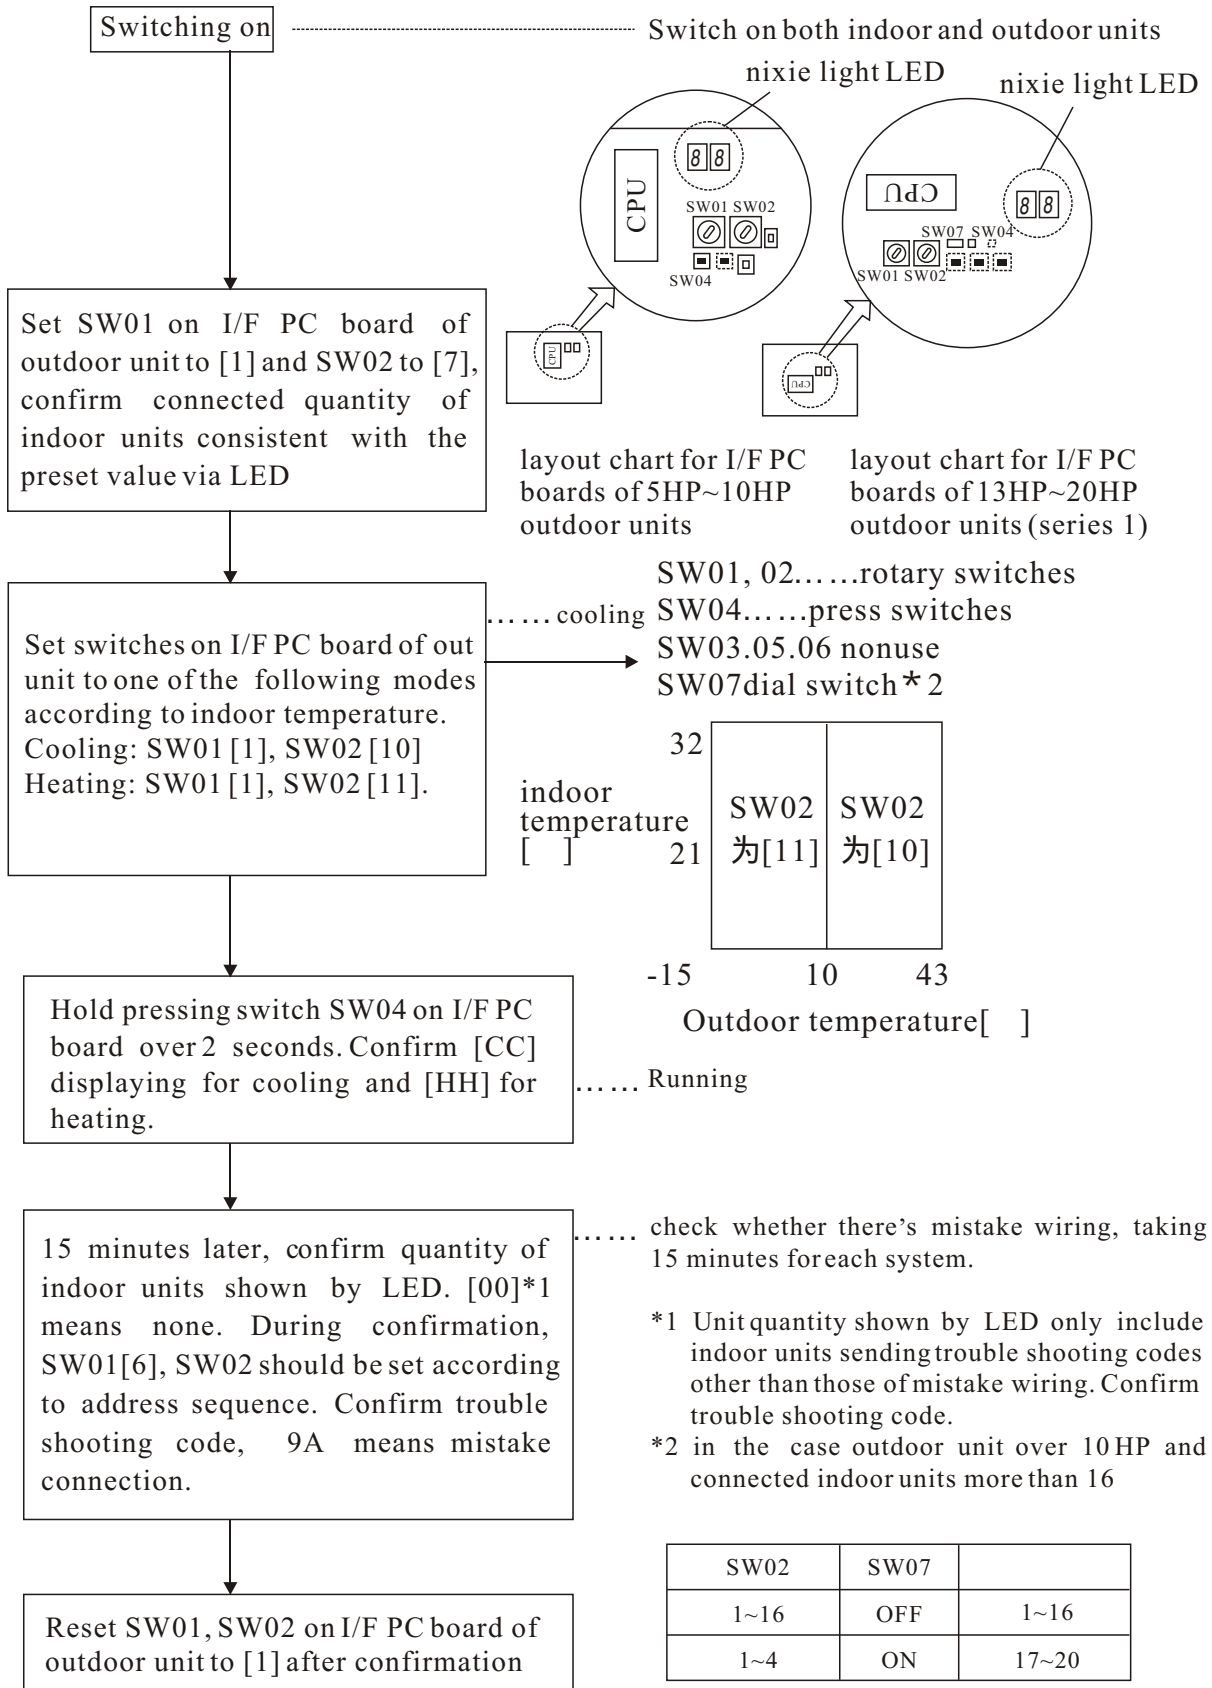 Switching on
Switch on both indoor and outdoor units
nixie light LED
nixie light LED
CPU
88
SW01 SW02
SW04
CPU
88
SW07 SW04
SW01 SW02
CPU
CPU
Set SW01 on I/F PC board of
outdoor unit to [1] and SW02 to [7],
confirm connected quantity of
indoor units consistent with the
preset value via LED
layout chart for I/F PC
boards of 5HP~10HP
outdoor units
layout chart for I/F PC
boards of 13HP~20HP
outdoor units (series 1)
Set switches on I/F PC board of out
unit to one of the following modes
according to indoor temperature.
Cooling: SW01 [1], SW02 [10]
Heating: SW01 [1], SW02 [11].
…… cooling
SW01, 02……rotary switches
SW04……press switches
SW03.05.06 nonuse
SW07dial switch*2
32
indoor
temperature
[ ]
21
SW02
为[11]
SW02
为[10]
-15 10 43
Outdoor temperature[ ]
Hold pressing switch SW04 on I/F PC
board over 2 seconds. Confirm [CC]
displaying for cooling and [HH] for
heating.
…… Running
15 minutes later, confirm quantity of
indoor units shown by LED. [00]*1
means none. During confirmation,
SW01[6], SW02 should be set according
to address sequence. Confirm trouble
shooting code, 9A means mistake
connection.
…… check whether there's mistake wiring, taking
15 minutes for each system.
*1 Unit quantity shown by LED only include
indoor units sending trouble shooting codes
other than those of mistake wiring. Confirm
trouble shooting code.
*2 in the case outdoor unit over 10 HP and
connected indoor units more than 16
SW02 SW07
1~16 OFF 1~16
1~4 ON 17~20
Reset SW01, SW02 on I/F PC board of
outdoor unit to [1] after confirmation